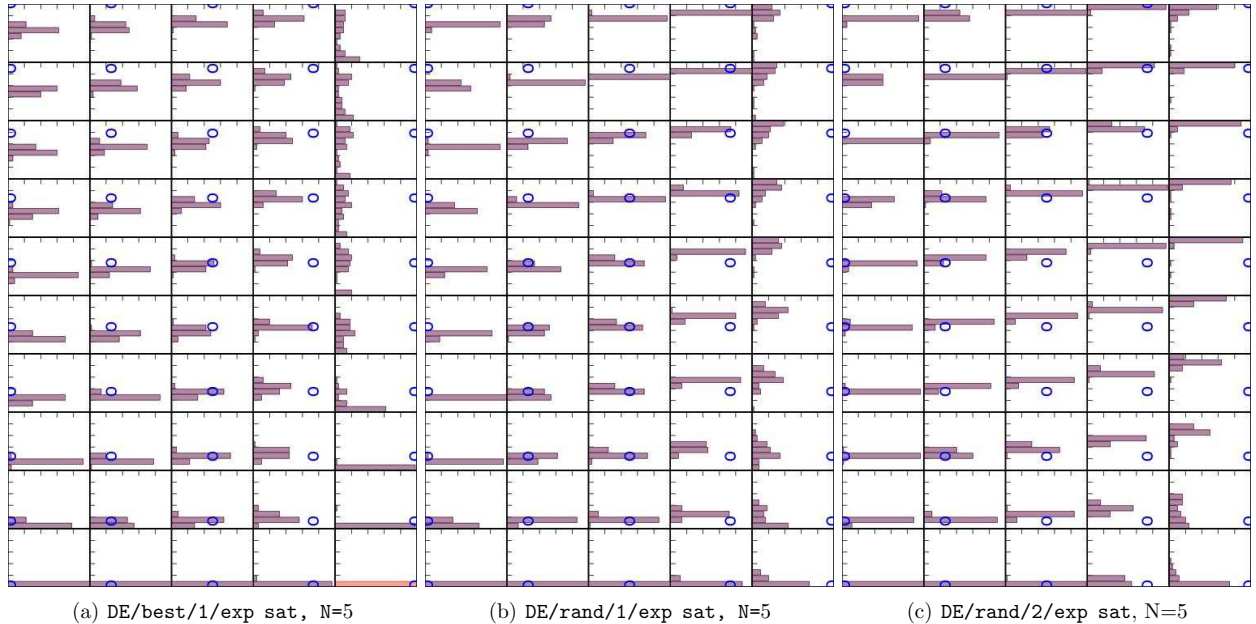 (a) DE/best/1/exp sat, N=5
(b) DE/rand/1/exp sat, N=5
(c) DE/rand/2/exp sat, N=5